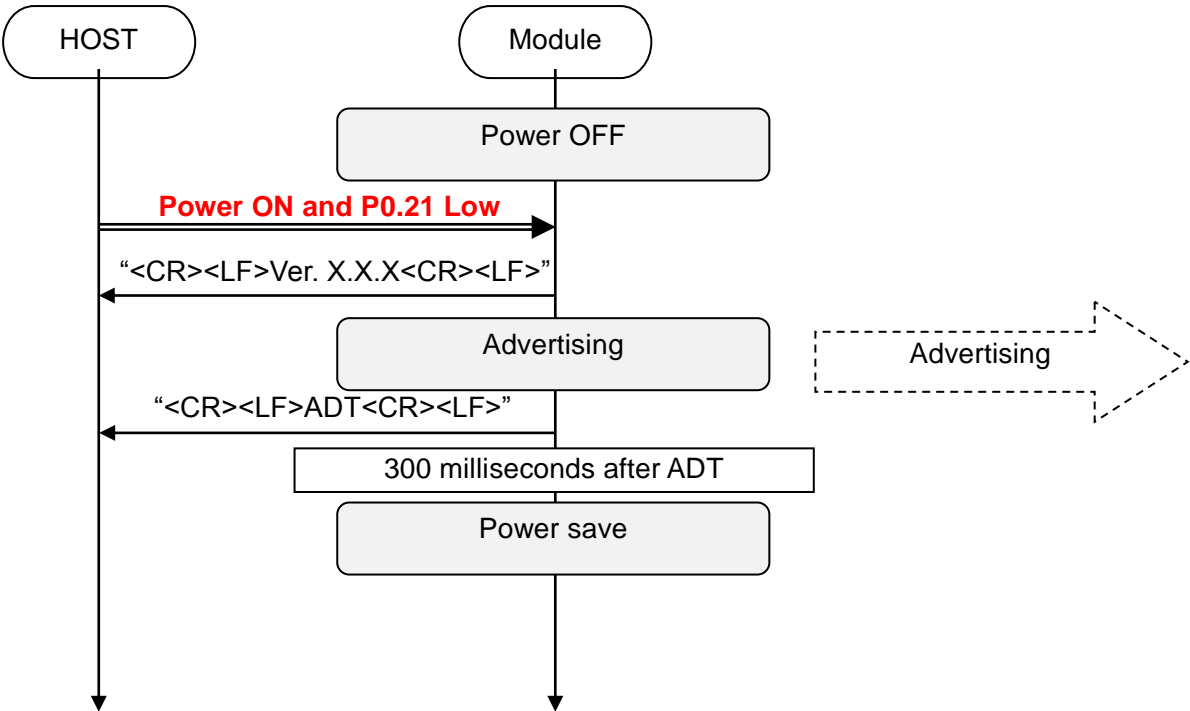 HOST
Module
Power OFF
Power ON and P0.21 Low
“<CR><LF>Ver. X.X.X<CR><LF>”
Advertising
Advertising
“<CR><LF>ADT<CR><LF>”
300 milliseconds after ADT
Power save